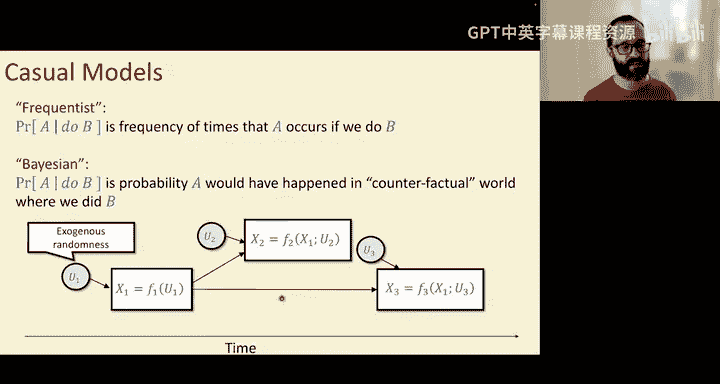 GPT中英字幕课程资源
bilibili
Casual Models
“Frequentist”:
Pr[ A | do B ] is frequency of times that A occurs if we do B
“Bayesian”:
Pr[ A | do B ] is probability A would have happened in “counter-factual” world
where we did B
Exogenous
randomness
U₁
X₁ = f₁(U₁)
U₂
X₂ = f₂(X₁; U₂)
U₃
X₃ = f₃(X₁; U₃)
Time